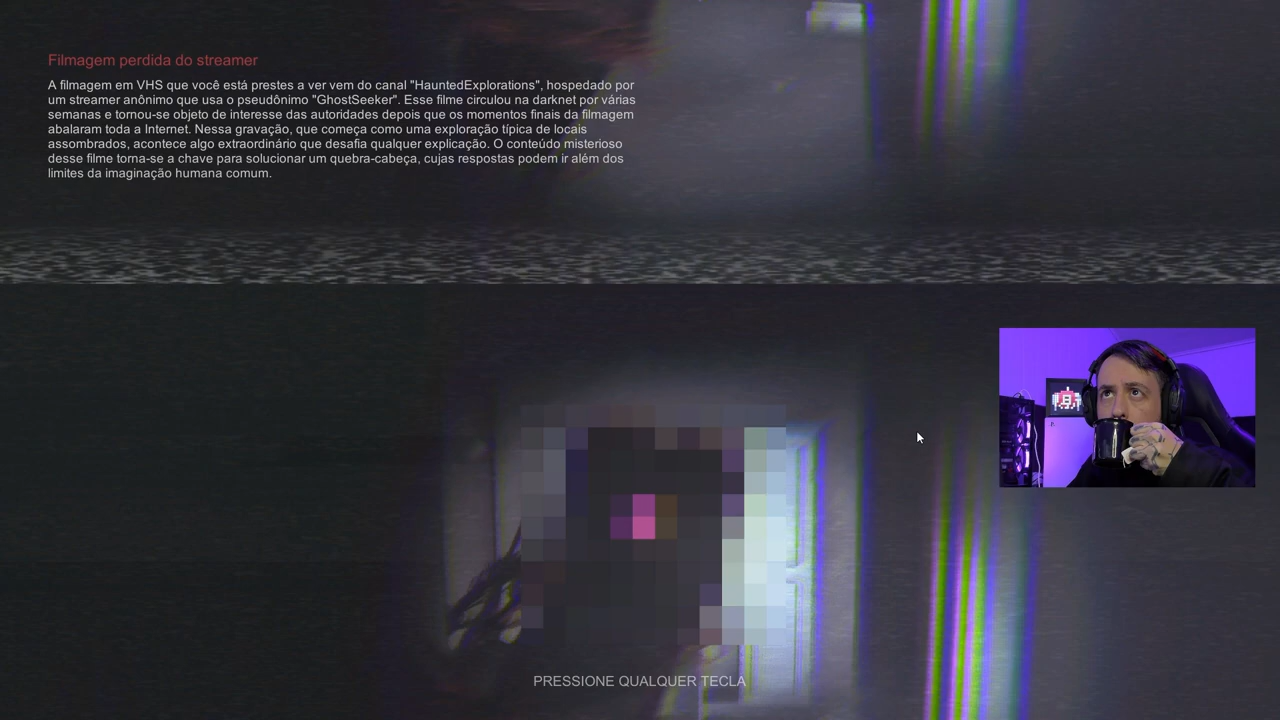 Filmagem perdida do streamer
A filmagem em VHS que você está prestes a ver vem do canal "HauntedExplorations", hospedado por
um streamer anônimo que usa o pseudônimo "GhostSeeker". Esse filme circulou na darknet por várias
semanas e tornou-se objeto de interesse das autoridades depois que os momentos finais da filmagem
abalaram toda a Internet. Nessa gravação, que começa como uma exploração típica de locais
assombrados, acontece algo extraordinário que desafia qualquer explicação. O conteúdo misterioso
desse filme torna-se a chave para solucionar um quebra-cabeça, cujas respostas podem ir além dos
limites da imaginação humana comum.
PRESSIONE QUALQUER TECLA